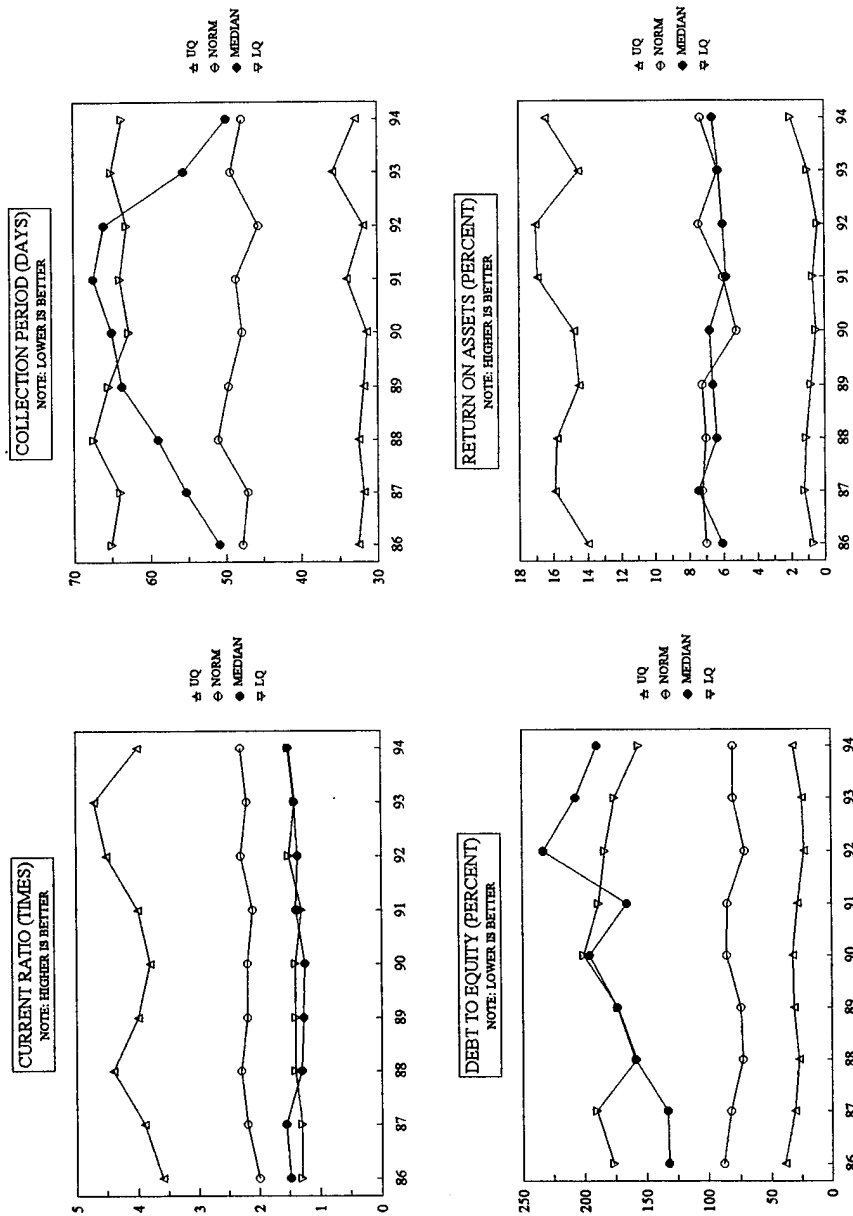 CURRENT RATIO (TIMES)
NOTE: HIGHER IS BETTER
5
4
3
2
1
0
86 87 88 89 90 91 92 93 94
UQ
NORM
MEDIAN
LQ
COLLECTION PERIOD (DAYS)
NOTE: LOWER IS BETTER
70
60
50
40
30
86 87 88 89 90 91 92 93 94
UQ
NORM
MEDIAN
LQ
DEBT TO EQUITY (PERCENT)
NOTE: LOWER IS BETTER
250
200
150
100
50
0
86 87 88 89 90 91 92 93 94
UQ
NORM
MEDIAN
LQ
RETURN ON ASSETS (PERCENT)
NOTE: HIGHER IS BETTER
18
16
14
12
10
8
6
4
2
0
86 87 88 89 90 91 92 93 94
UQ
NORM
MEDIAN
LQ